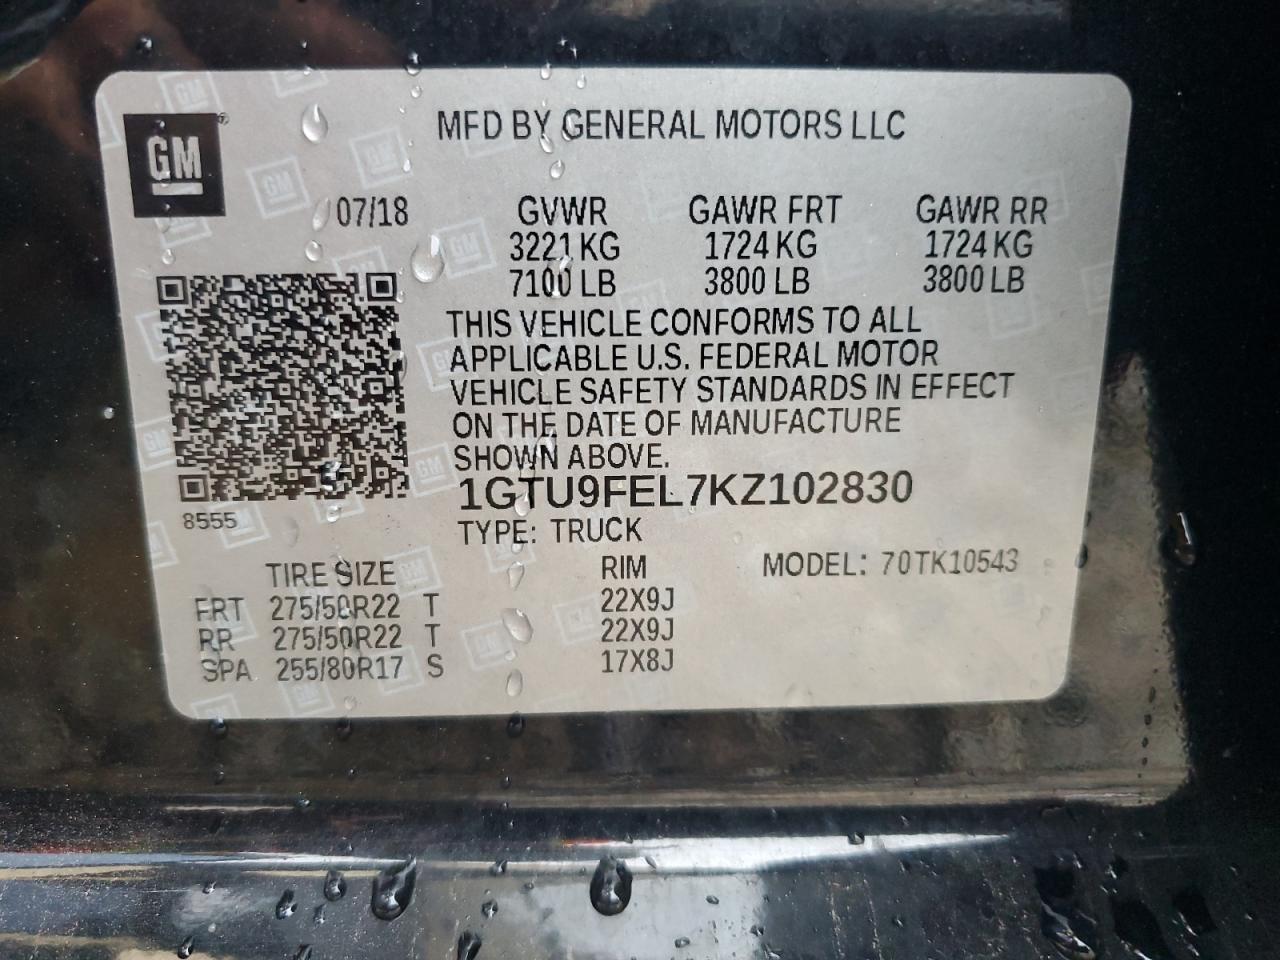 GM
MFD BY GENERAL MOTORS LLC
07/18
GVWR GAWR FRT GAWR RR
3221 KG 1724 KG 1724 KG
7100 LB 3800 LB 3800 LB
THIS VEHICLE CONFORMS TO ALL
APPLICABLE U.S. FEDERAL MOTOR
VEHICLE SAFETY STANDARDS IN EFFECT
ON THE DATE OF MANUFACTURE
SHOWN ABOVE.
1GTU9FEL7KZ102830
8555
TYPE: TRUCK
TIRE SIZE RIM MODEL: 70TK10543
FRT 275/50R22 T 22X9J
RR 275/50R22 T 22X9J
SPA 255/80R17 S 17X8J